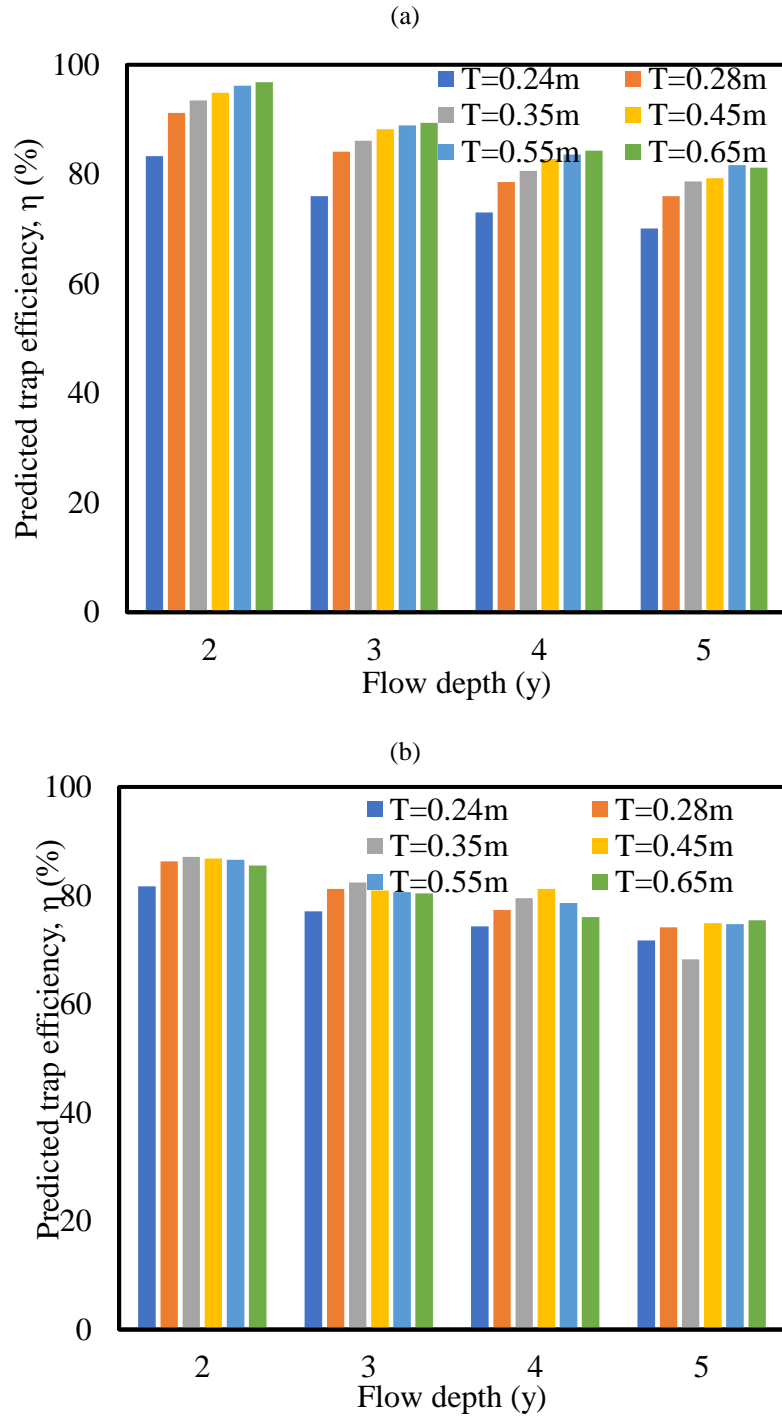 (a)
Predicted trap efficiency, η (%)
100
80
60
40
20
0
T=0.24m T=0.28m
T=0.35m T=0.45m
T=0.55m T=0.65m
2 3 4 5
Flow depth (y)
(b)
Predicted trap efficiency, η (%)
100
80
60
40
20
0
T=0.24m T=0.28m
T=0.35m T=0.45m
T=0.55m T=0.65m
2 3 4 5
Flow depth (y)